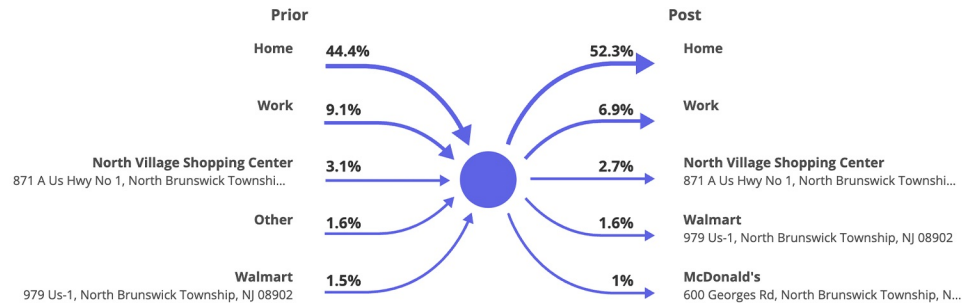 Prior
Post
Home
44.4%
52.3%
Home
Work
9.1%
6.9%
Work
North Village Shopping Center
871 A Us Hwy No 1, North Brunswick Townshi...
3.1%
2.7%
North Village Shopping Center
871 A Us Hwy No 1, North Brunswick Townshi...
Other
1.6%
1.6%
Walmart
979 Us-1, North Brunswick Township, NJ 08902
Walmart
979 Us-1, North Brunswick Township, NJ 08902
1.5%
1%
McDonald's
600 Georges Rd, North Brunswick Township, N...